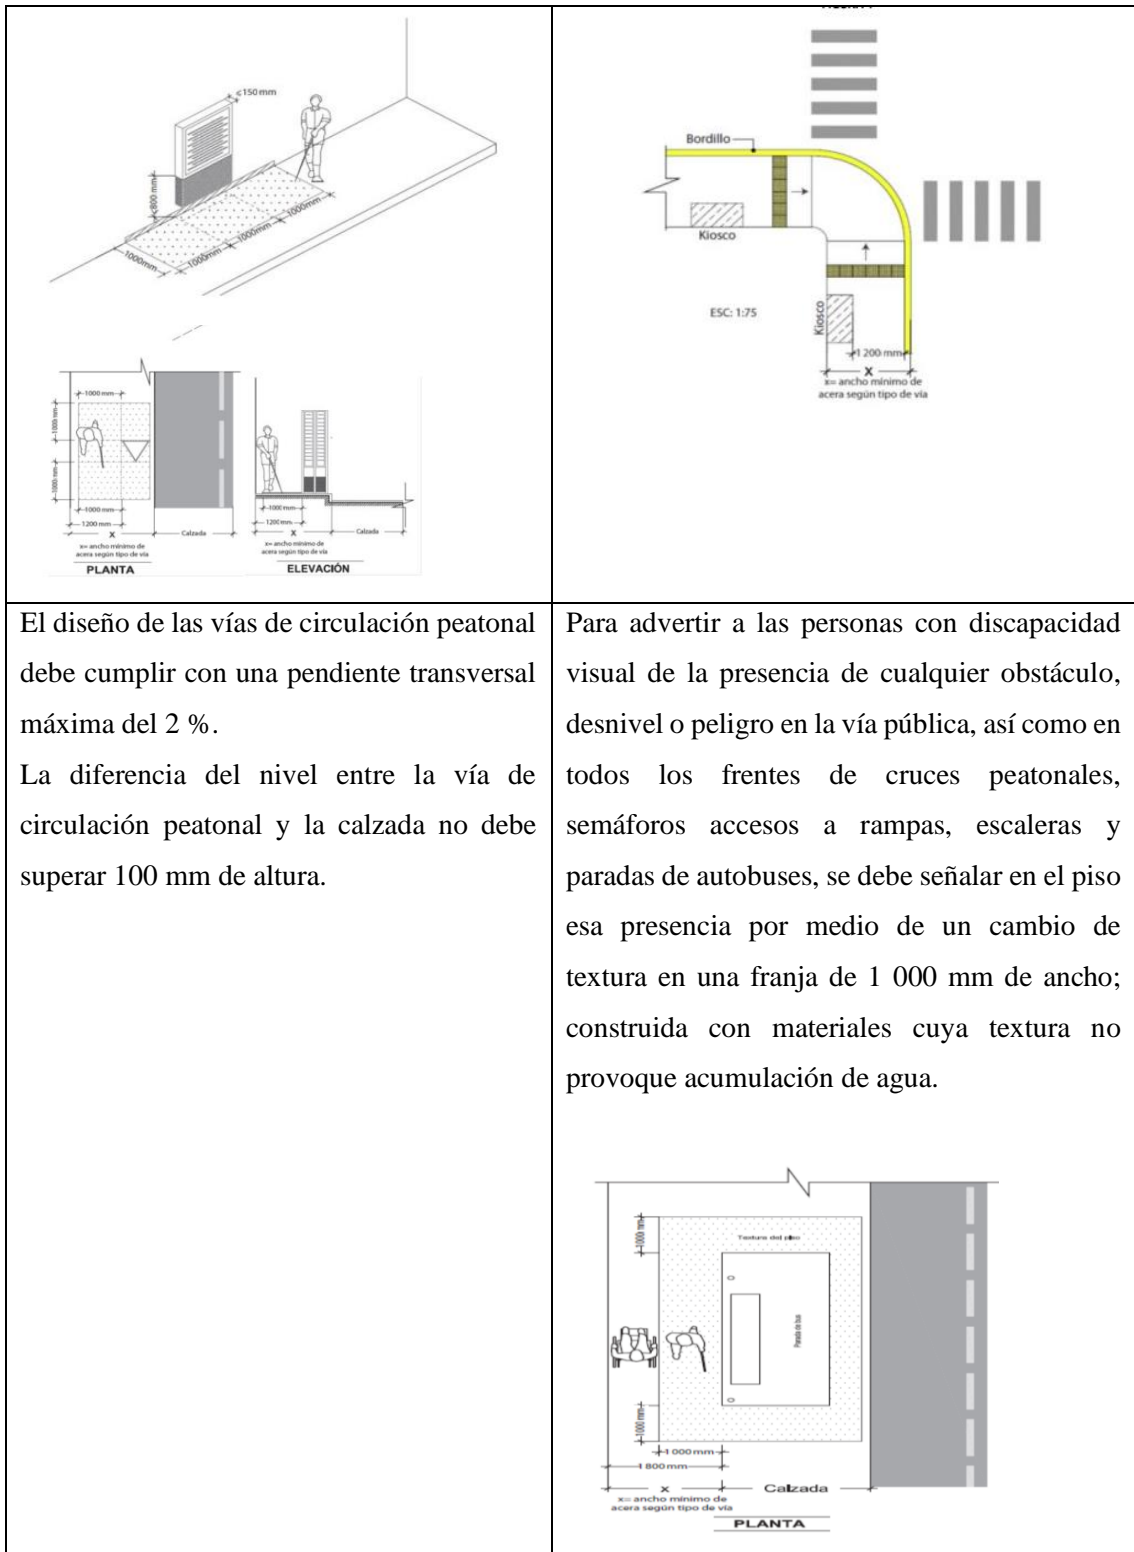 ≤150 mm
≤800 mm
1000mm
1000mm
1000mm
1000mm
1000 mm
1000 mm
1000 mm
1000 mm
1200 mm
X
Calzada
x= ancho mínimo de
acera según tipo de vía
PLANTA
1000 mm
1200 mm
X
Calzada
x= ancho mínimo de
acera según tipo de vía
ELEVACIÓN
Bordillo
Kiosco
ESC: 1:75
Kiosco
1 200 mm
X
x= ancho mínimo de
acera según tipo de vía
El diseño de las vías de circulación peatonal
debe cumplir con una pendiente transversal
máxima del 2 %.
La diferencia del nivel entre la vía de
circulación peatonal y la calzada no debe
superar 100 mm de altura.
Para advertir a las personas con discapacidad
visual de la presencia de cualquier obstáculo,
desnivel o peligro en la vía pública, así como en
todos los frentes de cruces peatonales,
semáforos accesos a rampas, escaleras y
paradas de autobuses, se debe señalar en el piso
esa presencia por medio de un cambio de
textura en una franja de 1 000 mm de ancho;
construida con materiales cuya textura no
provoque acumulación de agua.
1000 mm
Textura del piso
Parada de bus
1000 mm
1 000 mm
1 800 mm
x
Calzada
x= ancho mínimo de
acera según tipo de vía
PLANTA